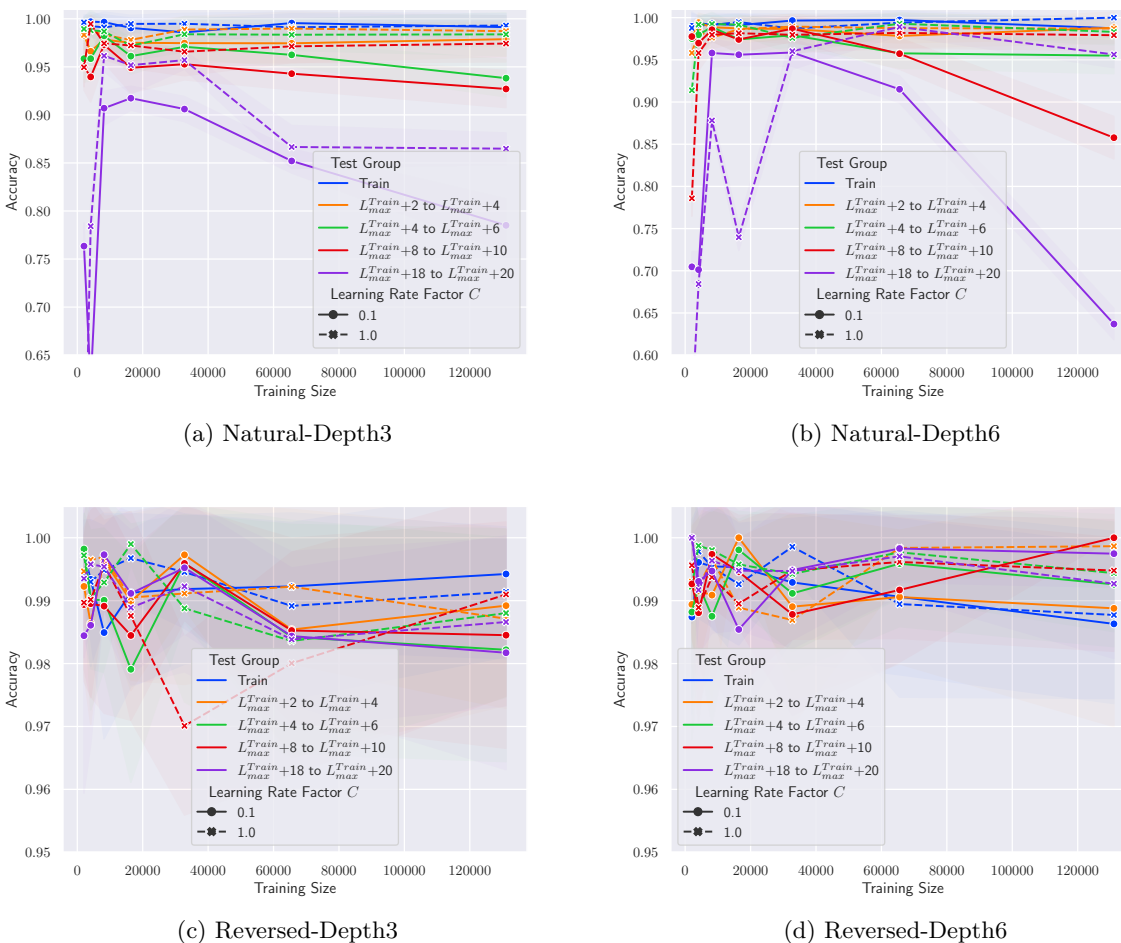 1.00
0.95
0.90
0.85
0.80
0.75
0.70
0.65
Accuracy
0 20000 40000 60000 80000 100000 120000
Training Size
Test Group
Train
L_{max}^{Train}+2 to L_{max}^{Train}+4
L_{max}^{Train}+4 to L_{max}^{Train}+6
L_{max}^{Train}+8 to L_{max}^{Train}+10
L_{max}^{Train}+18 to L_{max}^{Train}+20
Learning Rate Factor C
0.1
1.0
(a) Natural-Depth3
1.00
0.95
0.90
0.85
0.80
0.75
0.70
0.65
0.60
Accuracy
0 20000 40000 60000 80000 100000 120000
Training Size
Test Group
Train
L_{max}^{Train}+2 to L_{max}^{Train}+4
L_{max}^{Train}+4 to L_{max}^{Train}+6
L_{max}^{Train}+8 to L_{max}^{Train}+10
L_{max}^{Train}+18 to L_{max}^{Train}+20
Learning Rate Factor C
0.1
1.0
(b) Natural-Depth6
1.00
0.99
0.98
0.97
0.96
0.95
Accuracy
0 20000 40000 60000 80000 100000 120000
Training Size
Test Group
Train
L_{max}^{Train}+2 to L_{max}^{Train}+4
L_{max}^{Train}+4 to L_{max}^{Train}+6
L_{max}^{Train}+8 to L_{max}^{Train}+10
L_{max}^{Train}+18 to L_{max}^{Train}+20
Learning Rate Factor C
0.1
1.0
(c) Reversed-Depth3
1.00
0.99
0.98
0.97
0.96
0.95
Accuracy
0 20000 40000 60000 80000 100000 120000
Training Size
Test Group
Train
L_{max}^{Train}+2 to L_{max}^{Train}+4
L_{max}^{Train}+4 to L_{max}^{Train}+6
L_{max}^{Train}+8 to L_{max}^{Train}+10
L_{max}^{Train}+18 to L_{max}^{Train}+20
Learning Rate Factor C
0.1
1.0
(d) Reversed-Depth6